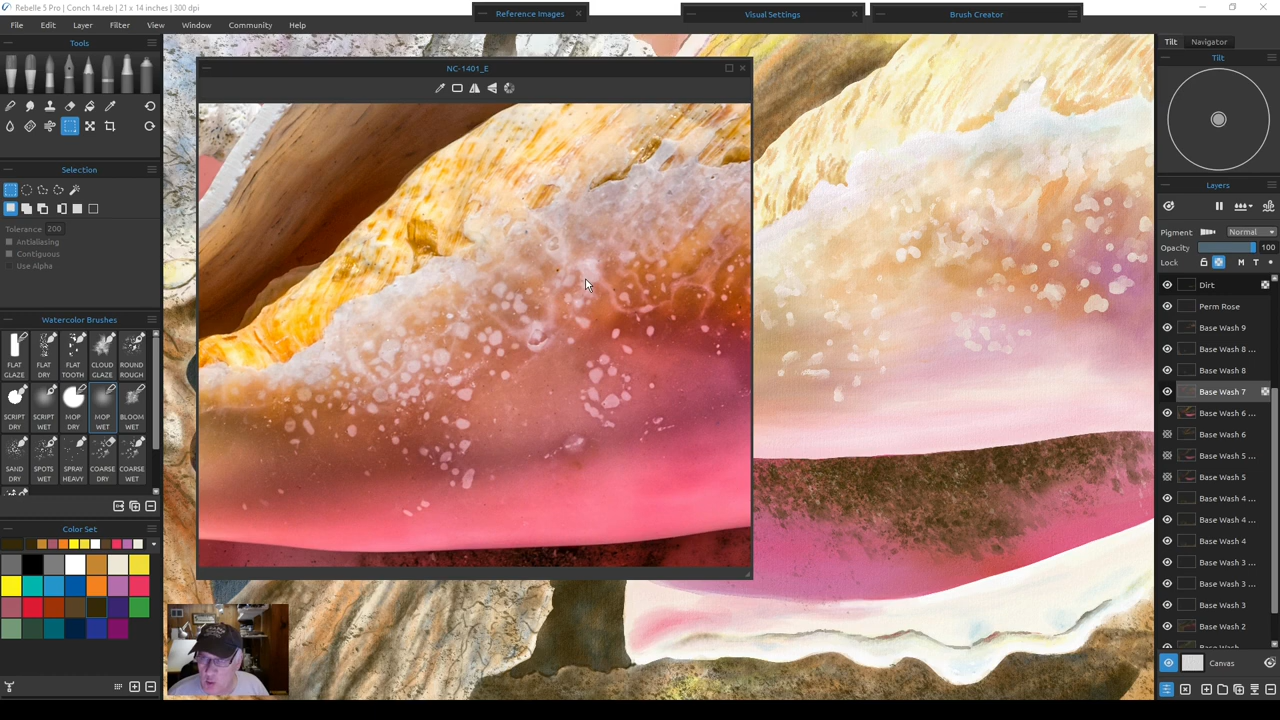 Rebelle 5 Pro | Conch 14.reb | 21 x 14 inches | 300 dpi
Reference Images
Visual Settings
Brush Creator
File Edit Layer Filter View Window Community Help
Tools
NC-1401_E
Tilt Navigator
Tilt
Selection
Tolerance 200
Antialiasing
Contiguous
Use Alpha
Layers
Pigment Normal
Opacity 100
Lock M T
Dirt
Perm Rose
Base Wash 9
Base Wash 8 ...
Base Wash 8
Base Wash 7
Base Wash 6 ...
Base Wash 6
Base Wash 5 ...
Base Wash 5
Base Wash 4 ...
Base Wash 4 ...
Base Wash 4
Base Wash 3 ...
Base Wash 3 ...
Base Wash 3
Base Wash 2
Base Wash
Canvas
Watercolor Brushes
FLAT GLAZE
FLAT DRY
FLAT TOOTH
CLOUD GLAZE
ROUND ROUGH
SCRIPT DRY
SCRIPT WET
MOP DRY
MOP WET
BLOOM WET
SAND DRY
SPOTS WET
SPRAY HEAVY
COARSE DRY
COARSE WET
Color Set